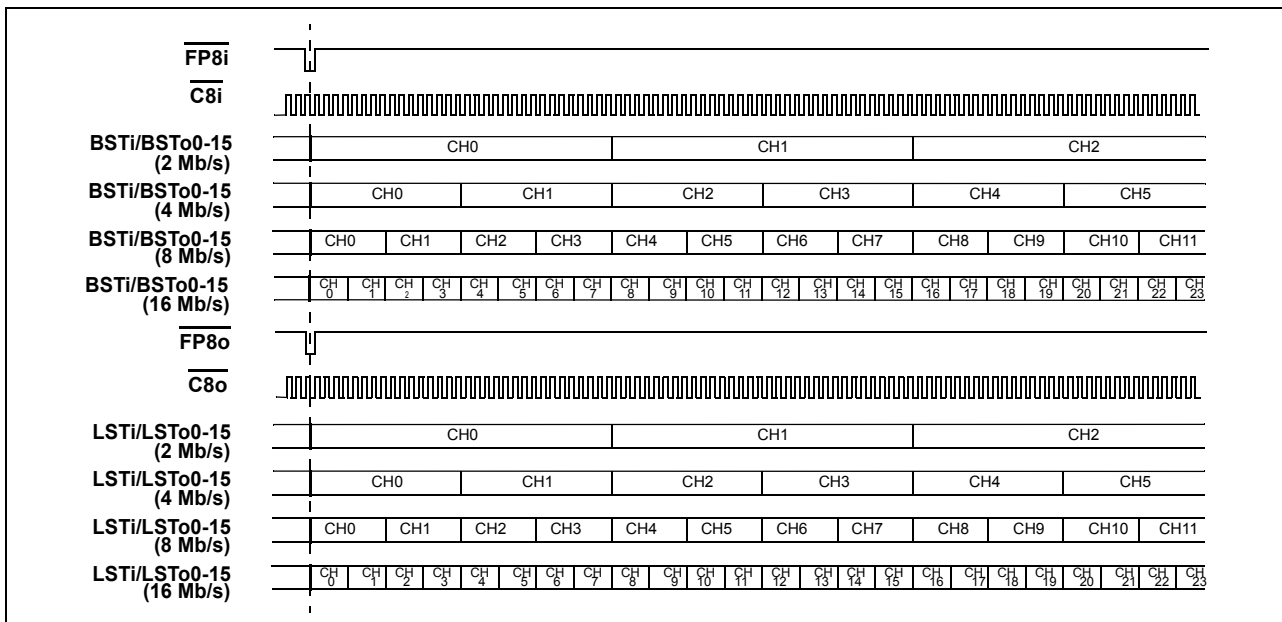 FP8i
C8i
BSTi/BSTo0-15
(2 Mb/s)
CH0 CH1 CH2
BSTi/BSTo0-15
(4 Mb/s)
CH0 CH1 CH2 CH3 CH4 CH5
BSTi/BSTo0-15
(8 Mb/s)
CH0 CH1 CH2 CH3 CH4 CH5 CH6 CH7 CH8 CH9 CH10 CH11
BSTi/BSTo0-15
(16 Mb/s)
CH CH CH CH CH CH CH CH CH CH CH CH CH CH CH CH CH CH CH CH CH CH CH CH
0 1 2 3 4 5 6 7 8 9 10 11 12 13 14 15 16 17 18 19 20 21 22 23
FP8o
C8o
LSTi/LSTo0-15
(2 Mb/s)
CH0 CH1 CH2
LSTi/LSTo0-15
(4 Mb/s)
CH0 CH1 CH2 CH3 CH4 CH5
LSTi/LSTo0-15
(8 Mb/s)
CH0 CH1 CH2 CH3 CH4 CH5 CH6 CH7 CH8 CH9 CH10 CH11
LSTi/LSTo0-15
(16 Mb/s)
CH CH CH CH CH CH CH CH CH CH CH CH CH CH CH CH CH CH CH CH CH CH CH CH
0 1 2 3 4 5 6 7 8 9 10 11 12 13 14 15 16 17 18 19 20 21 22 23